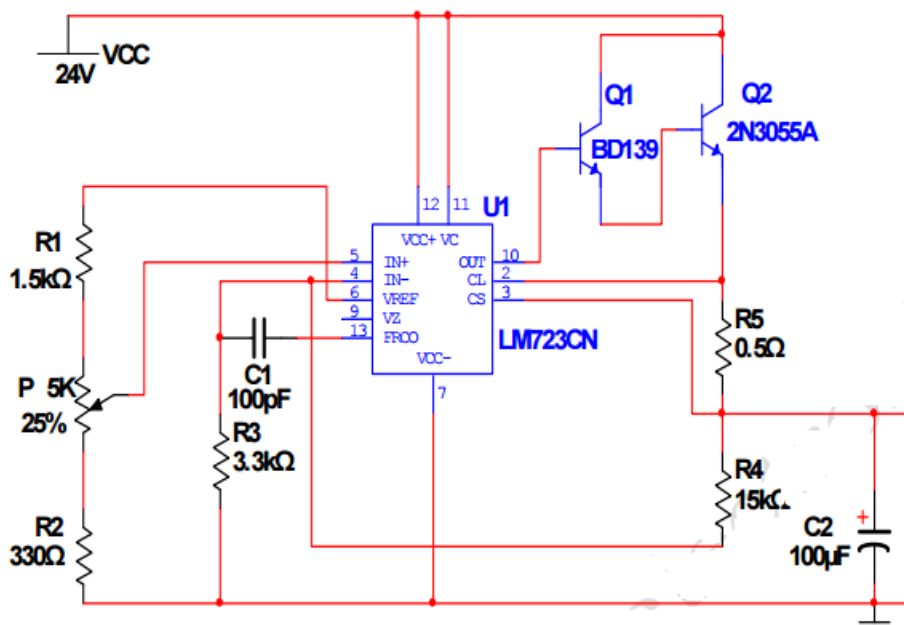 VCC
24V
Q1
BD139
Q2
2N3055A
R1
1.5kΩ
P 5K
25%
R2
330Ω
C1
100pF
R3
3.3kΩ
U1
LM723CN
12 11
VCC+ VC
5 IN+
4 IN-
6 VREF
9 VZ
13 FRCO
OUT 10
CL 2
CS 3
VCC-
7
R5
0.5Ω
R4
15kΩ
+
C2
100µF